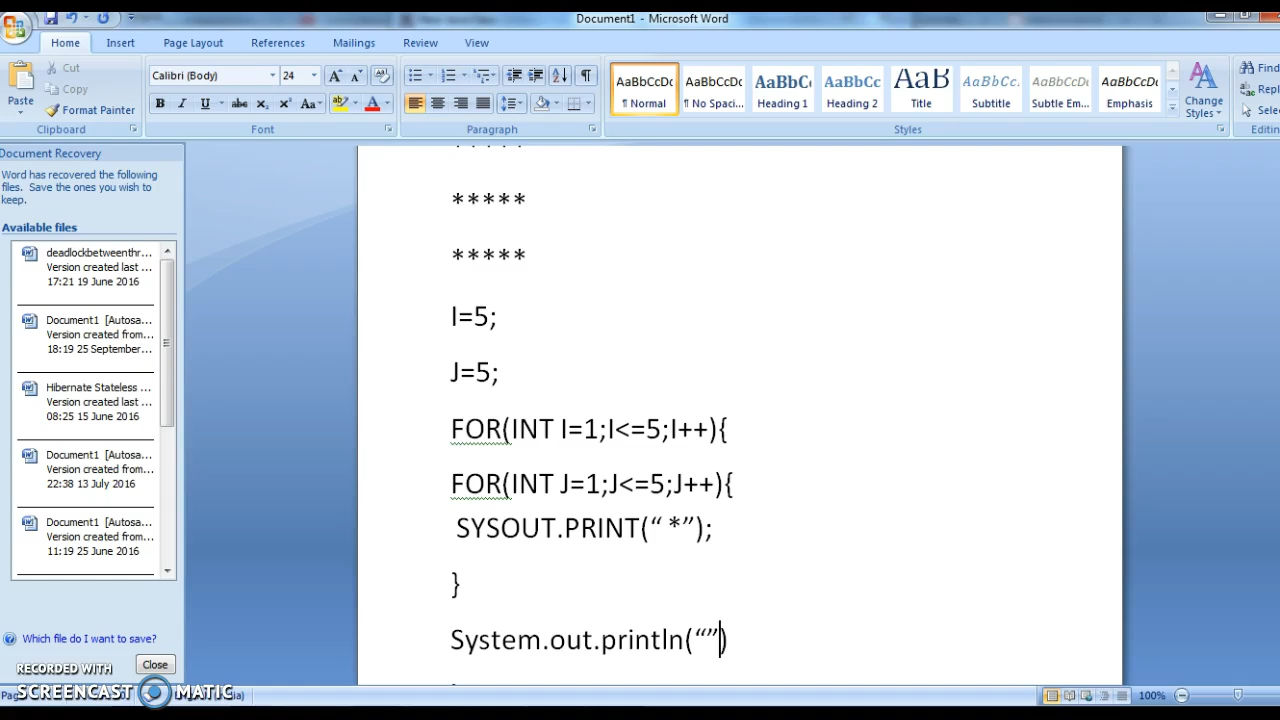 Document1 - Microsoft Word
Home Insert Page Layout References Mailings Review View
Paste
Cut
Copy
Format Painter
Clipboard
Calibri (Body) 24
B I U abc X₂ X² Aa
Font
Paragraph
AaBbCcDc AaBbCcDc AaBbCc AaBbCc AaB AaBbCc. AaBbCcDc AaBbCcDc
¶ Normal ¶ No Spaci... Heading 1 Heading 2 Title Subtitle Subtle Em... Emphasis
Change Styles
Styles
Find
Repl
Selec
Editin
Document Recovery
Word has recovered the following
files. Save the ones you wish to
keep.
Available files
deadlockbetweenthr...
Version created last ...
17:21 19 June 2016
Document1 [Autosa...
Version created from...
18:19 25 September...
Hibernate Stateless ...
Version created last ...
08:25 15 June 2016
Document1 [Autosa...
Version created from...
22:38 13 July 2016
Document1 [Autosa...
Version created from...
11:19 25 June 2016
Which file do I want to save?
Close
*****
*****
I=5;
J=5;
FOR(INT I=1;I<=5;I++){
FOR(INT J=1;J<=5;J++){
SYSOUT.PRINT(“ *”);
}
System.out.println(“”)
RECORDED WITH
SCREENCAST MATIC
100%